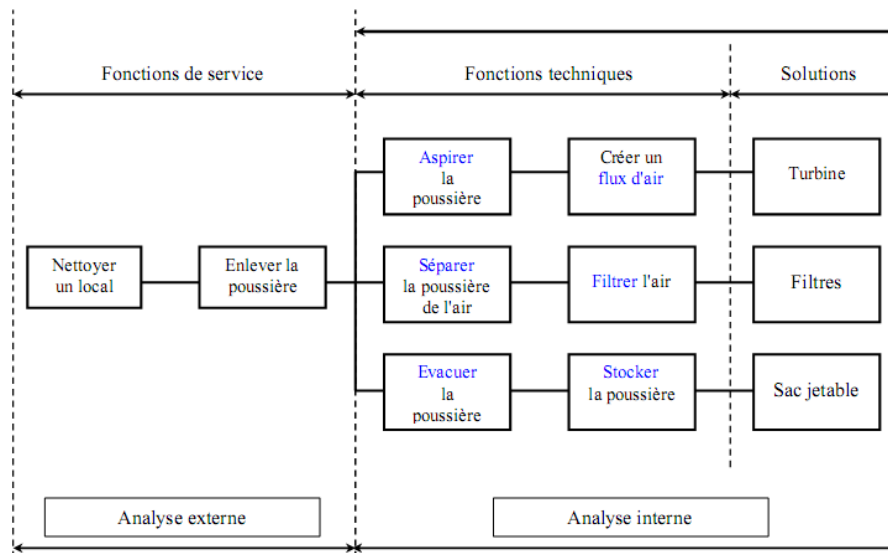 Fonctions de service
Fonctions techniques
Solutions
Aspirer
la
poussière
Créer un
flux d'air
Turbine
Nettoyer
un local
Enlever la
poussière
Séparer
la poussière
de l'air
Filtrer l'air
Filtres
Evacuer
la
poussière
Stocker
la poussière
Sac jetable
Analyse externe
Analyse interne